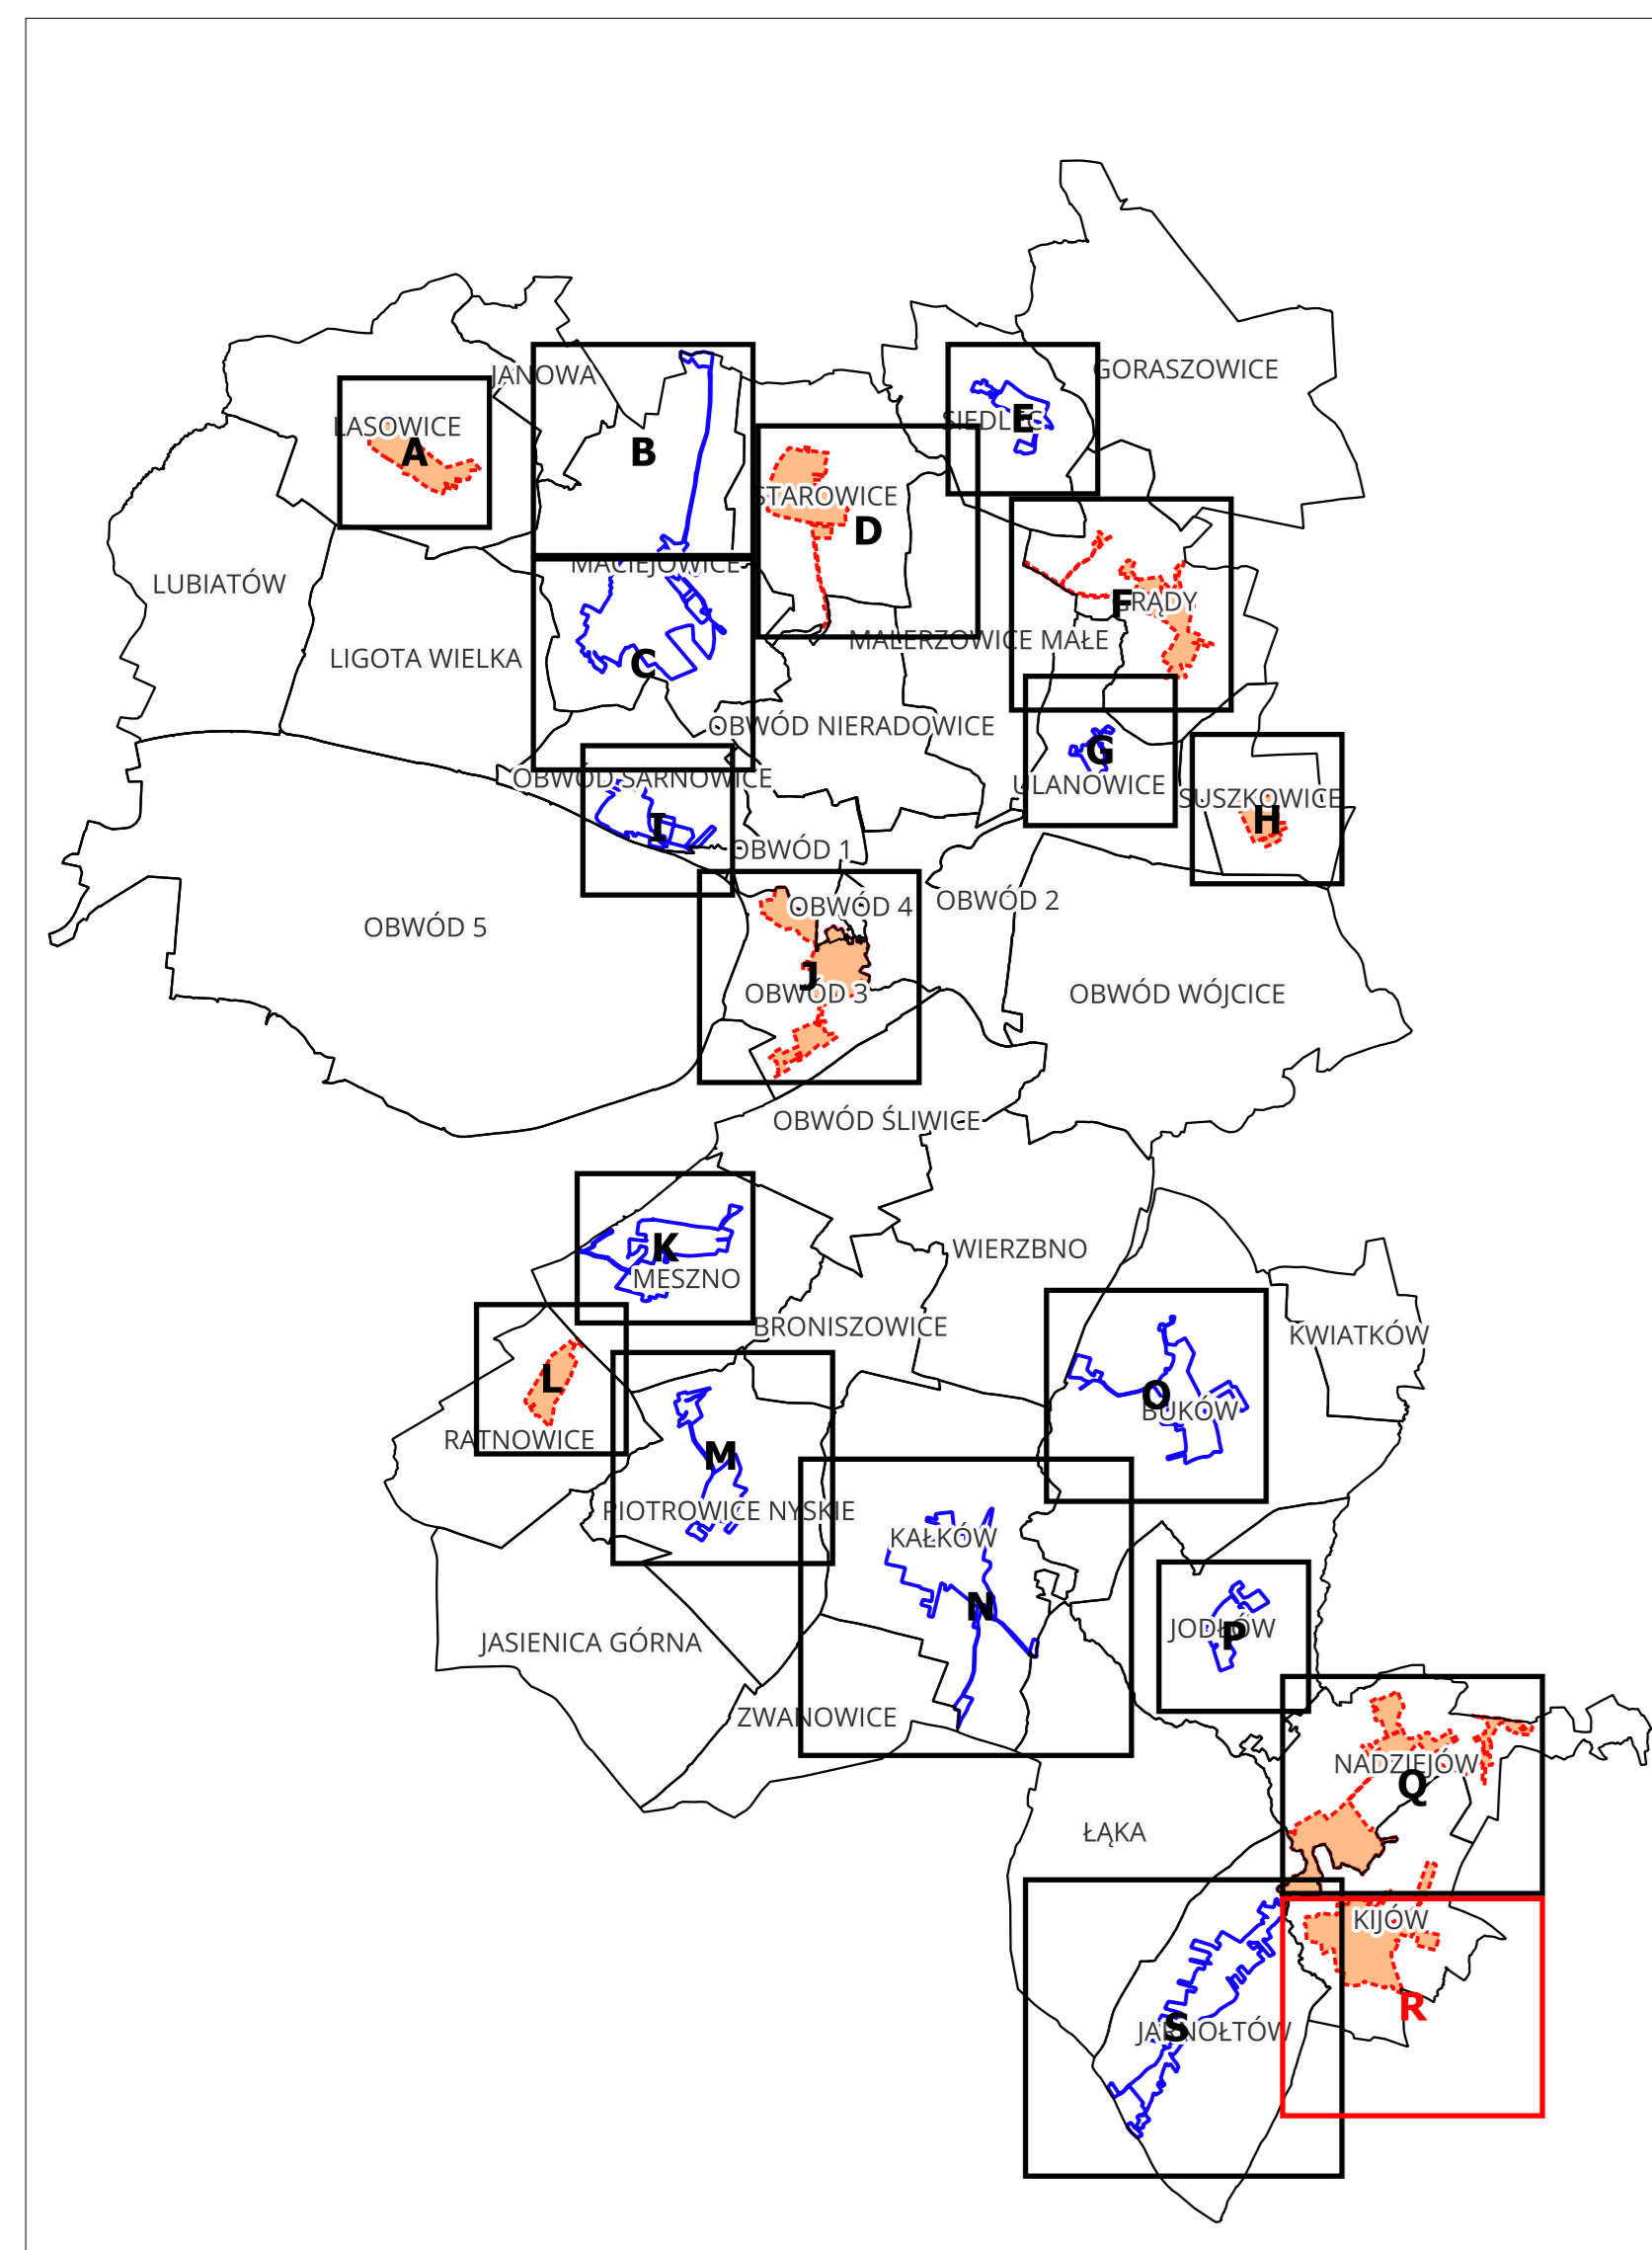 GORASZOWICE
JANOWA
LASOWICE
A
B
E
SIEDLEC
STAROWICE
D
MACIEJOWICE
LUBIATÓW
F
GRĄDY
MALERZOWICE MAŁE
LIGOTA WIELKA
C
OBWÓD NIERADOWICE
G
OBWÓD SARNOWICE
ULANOWICE
SUSZKOWICE
H
I
OBWÓD 1
OBWÓD 2
OBWÓD 4
OBWÓD 5
J
OBWÓD 3
OBWÓD WÓJCICE
OBWÓD ŚLIWICE
K
WIERZBNO
MESZNO
BRONISZOWICE
KWIATKÓW
L
O
BUKÓW
RATNOWICE
M
PIOTROWICE NYSKIE
KAŁKÓW
N
JODŁÓW
P
JASIENICA GÓRNA
ZWANOWICE
NADZIEJÓW
Q
ŁĄKA
KIJÓW
R
S
JARNOŁTÓW